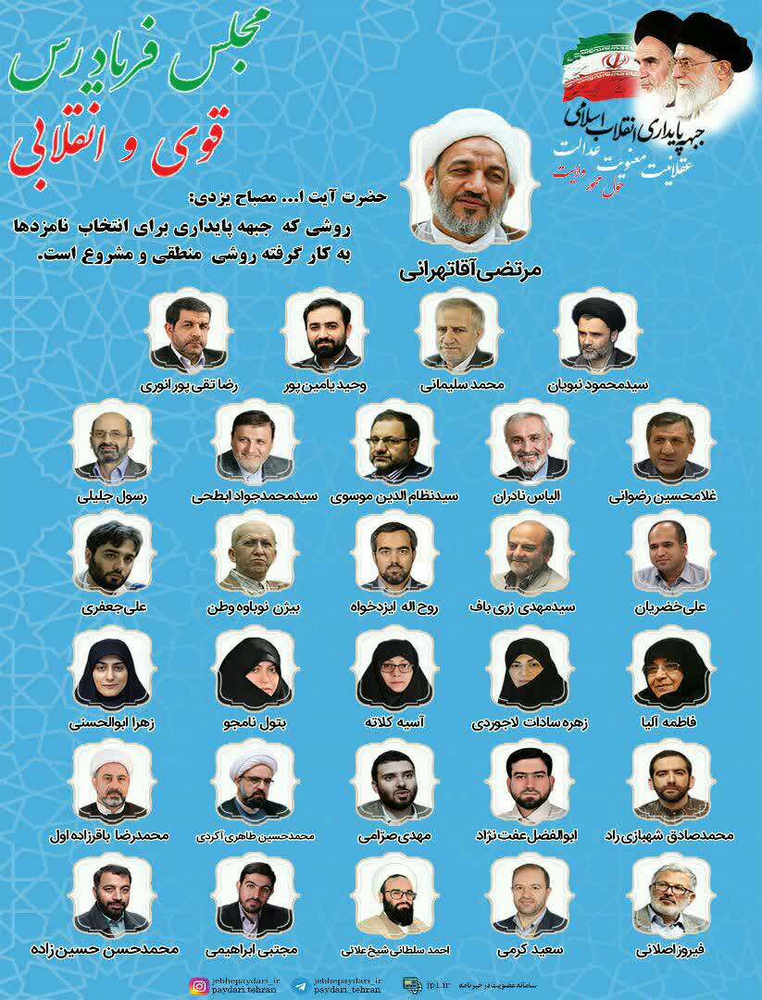 مجلس فریادرس
قوی و انقلابی
جبهه پایداری انقلاب اسلامی
عقلانیت معنویت عدالت
حول محور ولایت
حضرت آیت ا... مصباح یزدی:
روشی که جبهه پایداری برای انتخاب نامزدها
به کار گرفته روشی منطقی و مشروع است.
مرتضی آقاتهرانی
سیدمحمود نبویان محمد سلیمانی وحید یامین پور رضا تقی پور انوری
غلامحسین رضوانی الیاس نادران سیدنظام الدین موسوی سیدمحمدجواد ابطحی رسول جلیلی
علی خضریان سیدمهدی زری باف روح اله ایزدخواه بیژن نوباوه وطن علی جعفری
فاطمه آلیا زهره سادات لاجوردی آسیه کلاته بتول نامجو زهرا ابوالحسنی
محمدصادق شهبازی راد ابوالفضل عفت نژاد مهدی صرّامی محمدحسین طاهری آکردی محمدرضا باقرزاده اول
فیروز اصلانی سعید کرمی احمد سلطانی شیخ علانی مجتبی ابراهیمی محمدحسن حسین زاده
سامانه عضویت در خبرنامه jp1.ir jebhepaydari_ir jebhepaydari_ir
paydari_tehran paydari.tehran